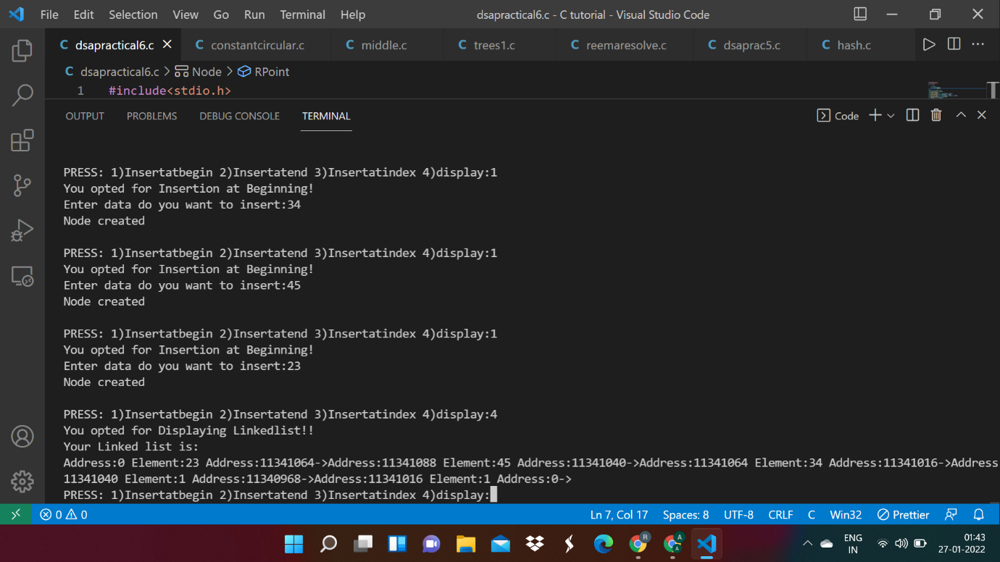 File Edit Selection View Go Run Terminal Help dsapractical6.c - C tutorial - Visual Studio Code
C dsapractical6.c C constantcircular.c C middle.c C trees1.c C reemaresolve.c C dsaprac5.c C hash.c
C dsapractical6.c > Node > RPoint
1 #include<stdio.h>
OUTPUT PROBLEMS DEBUG CONSOLE TERMINAL Code
PRESS: 1)Insertatbegin 2)Insertatend 3)Insertatindex 4)display:1
You opted for Insertion at Beginning!
Enter data do you want to insert:34
Node created
PRESS: 1)Insertatbegin 2)Insertatend 3)Insertatindex 4)display:1
You opted for Insertion at Beginning!
Enter data do you want to insert:45
Node created
PRESS: 1)Insertatbegin 2)Insertatend 3)Insertatindex 4)display:1
You opted for Insertion at Beginning!
Enter data do you want to insert:23
Node created
PRESS: 1)Insertatbegin 2)Insertatend 3)Insertatindex 4)display:4
You opted for Displaying Linkedlist!!
Your Linked list is:
Address:0 Element:23 Address:11341064->Address:11341088 Element:45 Address:11341040->Address:11341064 Element:34 Address:11341016->Address
11341040 Element:1 Address:11340968->Address:11341016 Element:1 Address:0->
PRESS: 1)Insertatbegin 2)Insertatend 3)Insertatindex 4)display:
0 0 Ln 7, Col 17 Spaces: 8 UTF-8 CRLF C Win32 Prettier
R A A ENG 01:43
IN 27-01-2022